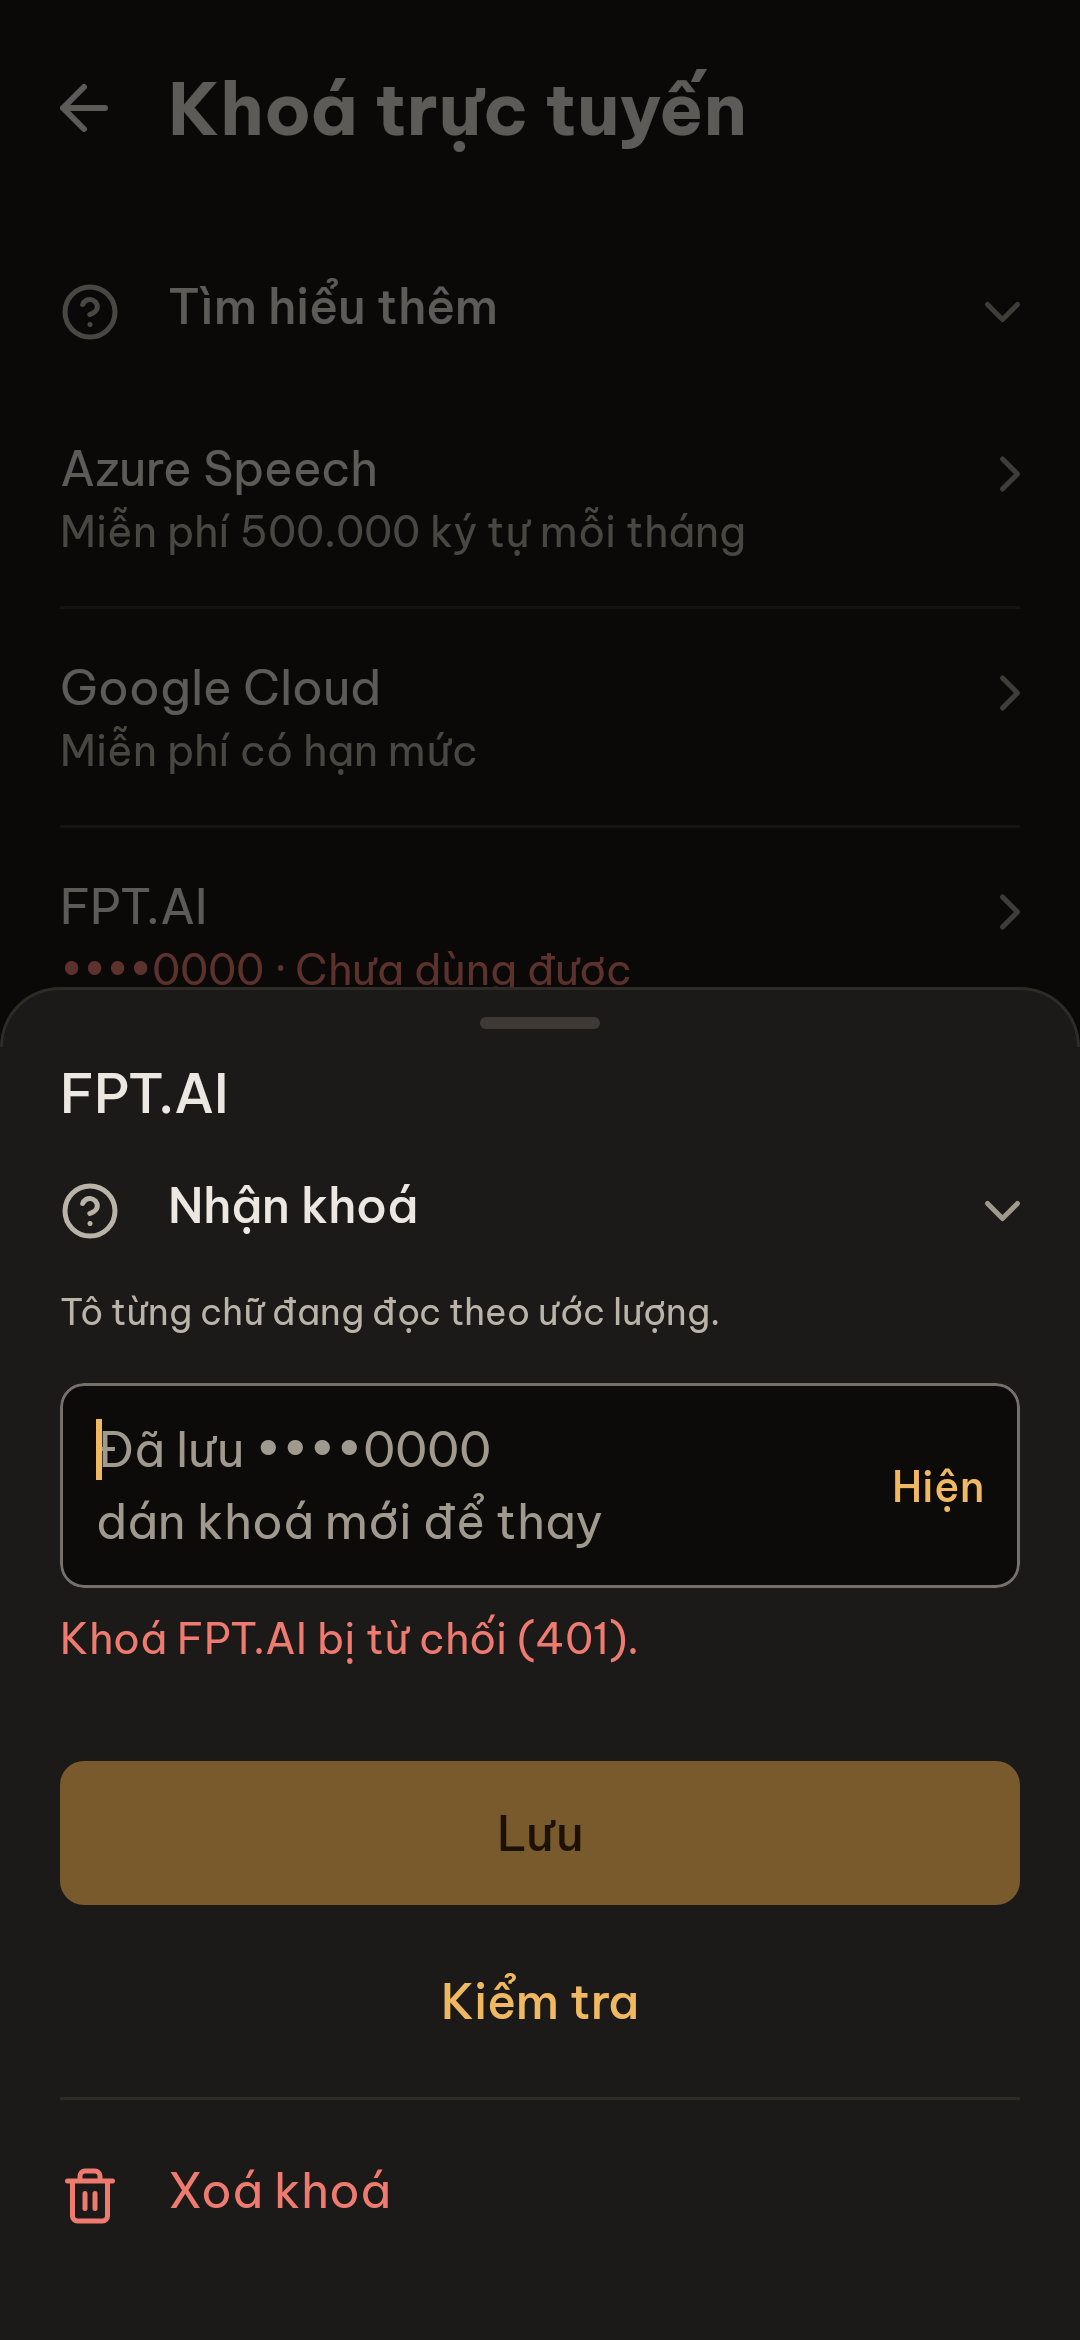 Khoá trực tuyến
Tìm hiểu thêm
Azure Speech
Miễn phí 500.000 ký tự mỗi tháng
Google Cloud
Miễn phí có hạn mức
FPT.AI
••••0000 · Chưa dùng được
FPT.AI
Nhận khoá
Tô từng chữ đang đọc theo ước lượng.
Đã lưu ••••0000
dán khoá mới để thay
Hiện
Khoá FPT.AI bị từ chối (401).
Lưu
Kiểm tra
Xoá khoá